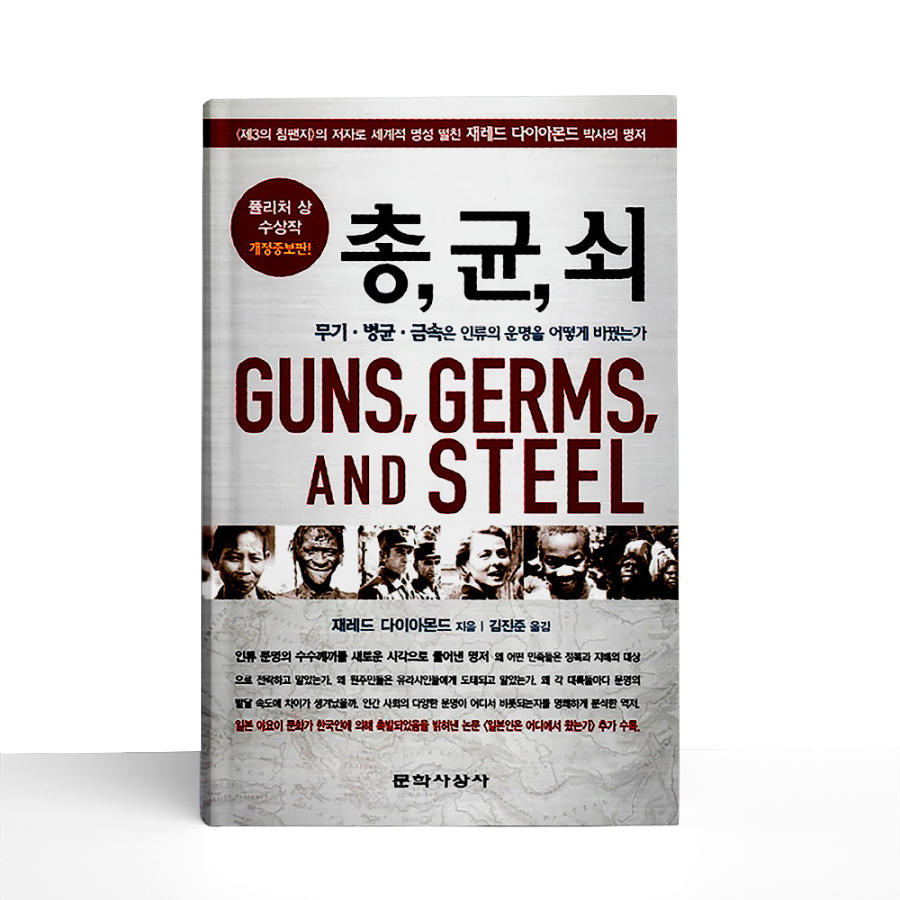 《제3의 침팬지》의 저자로 세계적 명성 떨친 재레드 다이아몬드 박사의 명저
퓰리처 상
수상작
개정증보판!
총, 균, 쇠
무기·병균·금속은 인류의 운명을 어떻게 바꿨는가
GUNS, GERMS,
AND STEEL
재레드 다이아몬드 지음 | 김진준 옮김
인류 문명의 수수께끼를 새로운 시각으로 풀어낸 명저 왜 어떤 민족들은 정복과 지배의 대상
으로 전락하고 말았는가. 왜 원주민들은 유라시안들에게 도태되고 말았는가. 왜 각 대륙들마다 문명의
발달 속도에 차이가 생겨났을까. 인간 사회의 다양한 문명이 어디서 비롯되는지를 명쾌하게 분석한 역저.
일본 야요이 문화가 한국인에 의해 촉발되었음을 밝혀낸 논문 《일본인은 어디에서 왔는가》 추가 수록.
문학사상사